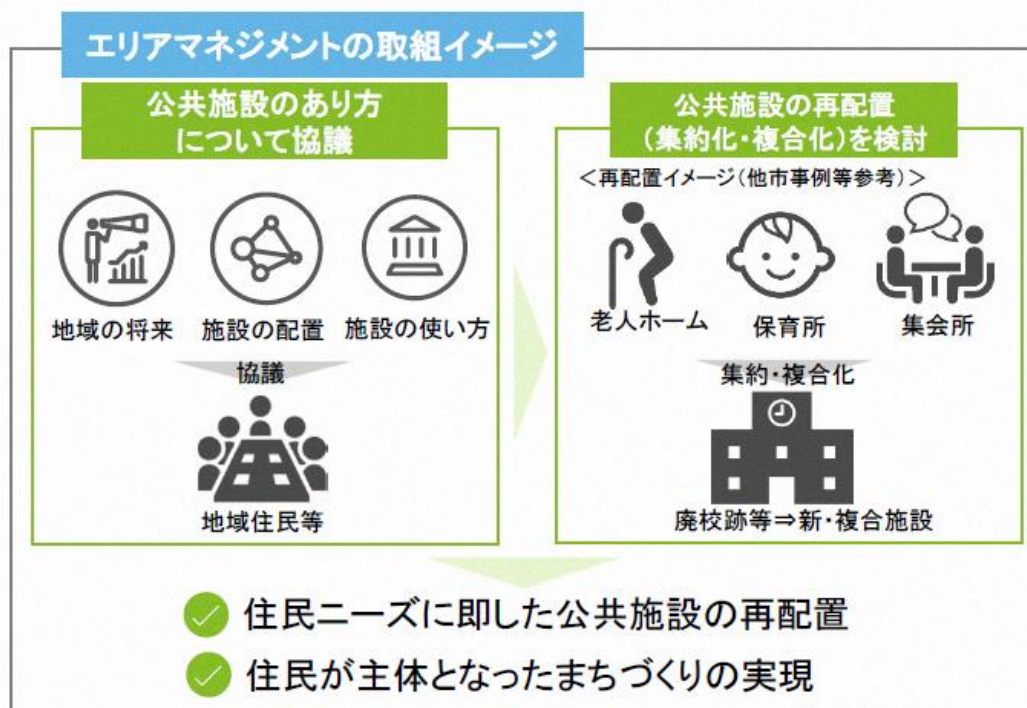 エリアマネジメントの取組イメージ
公共施設のあり方
について協議
地域の将来
施設の配置
施設の使い方
協議
地域住民等
公共施設の再配置
（集約化・複合化）を検討
＜再配置イメージ（他市事例等参考）＞
老人ホーム
保育所
集会所
集約・複合化
廃校跡等⇒新・複合施設
住民ニーズに即した公共施設の再配置
住民が主体となったまちづくりの実現